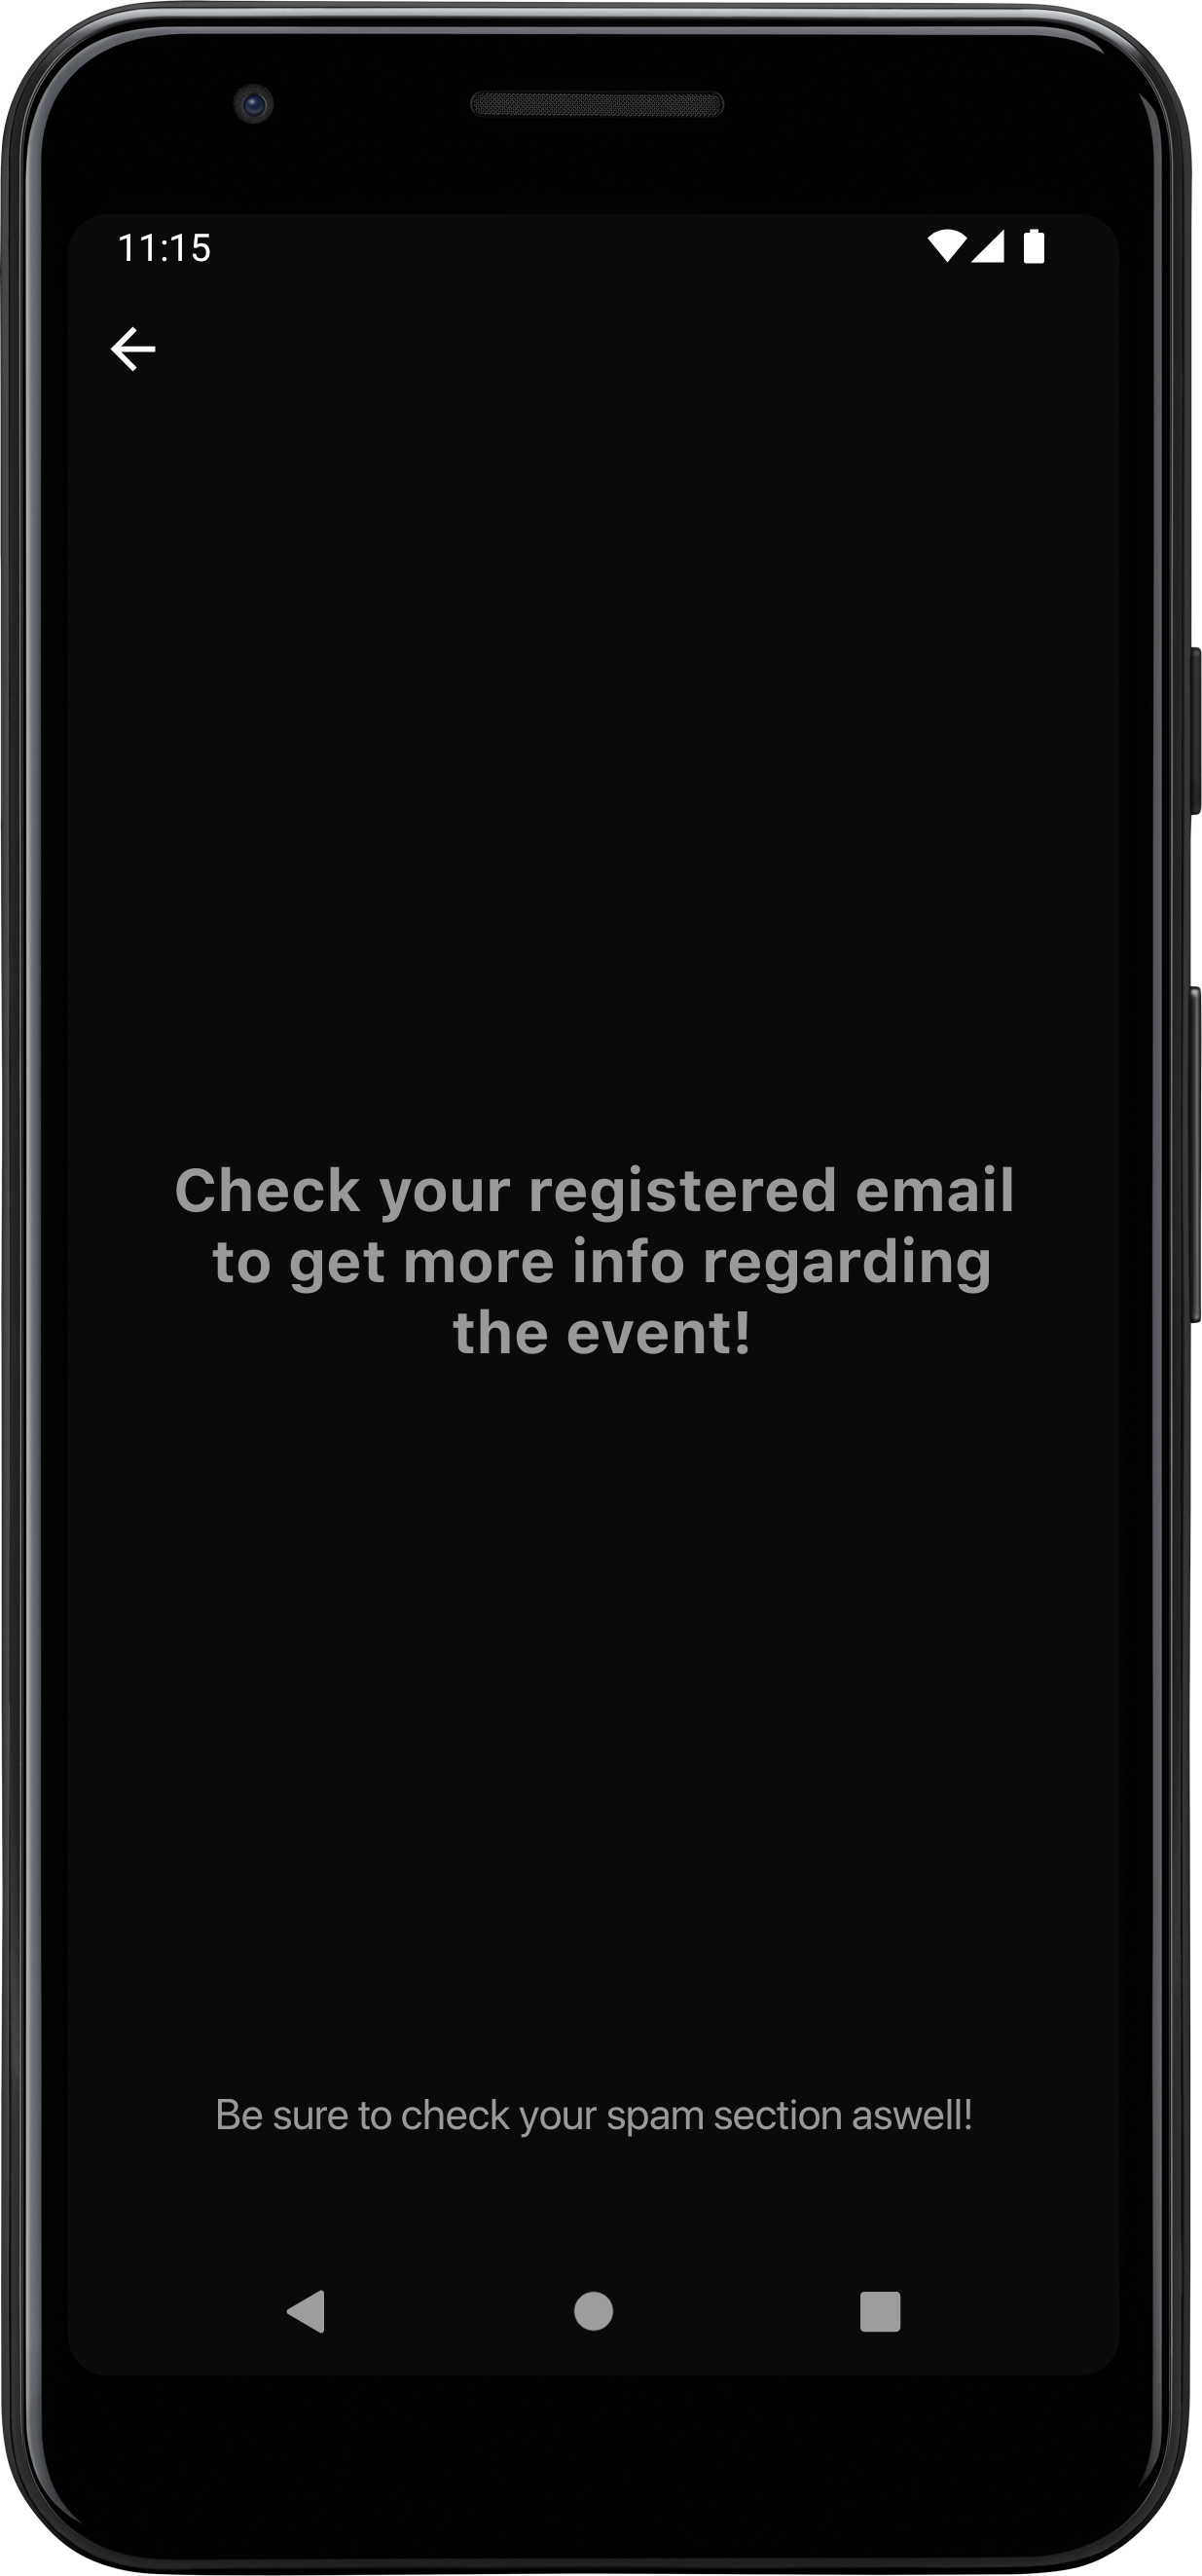 11:15
Check your registered email
to get more info regarding
the event!
Be sure to check your spam section aswell!